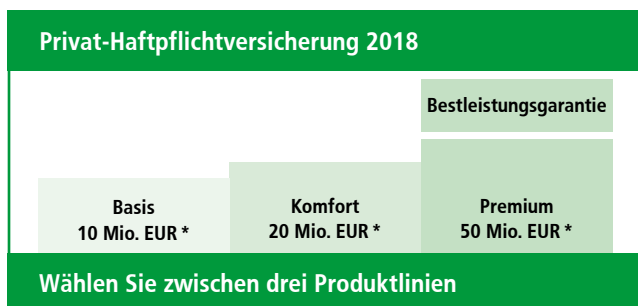 Privat-Haftpflichtversicherung 2018
Bestleistungsgarantie
Basis
10 Mio. EUR *
Komfort
20 Mio. EUR *
Premium
50 Mio. EUR *
Wählen Sie zwischen drei Produktlinien